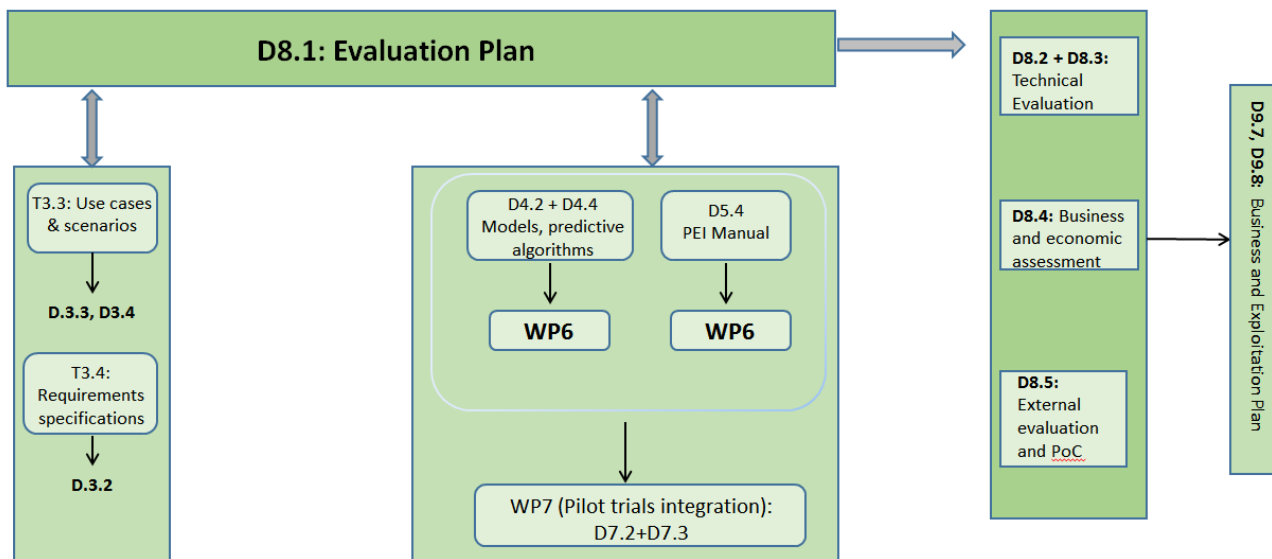 D8.1: Evaluation Plan
T3.3: Use cases
& scenarios
D.3.3, D3.4
T3.4:
Requirements
specifications
D.3.2
D4.2 + D4.4
Models, predictive
algorithms
WP6
D5.4
PEI Manual
WP6
WP7 (Pilot trials integration):
D7.2+D7.3
D8.2 + D8.3:
Technical
Evaluation
D8.4: Business
and economic
assessment
D8.5:
External
evaluation
and PoC
D9.7, D9.8: Business and Exploitation Plan